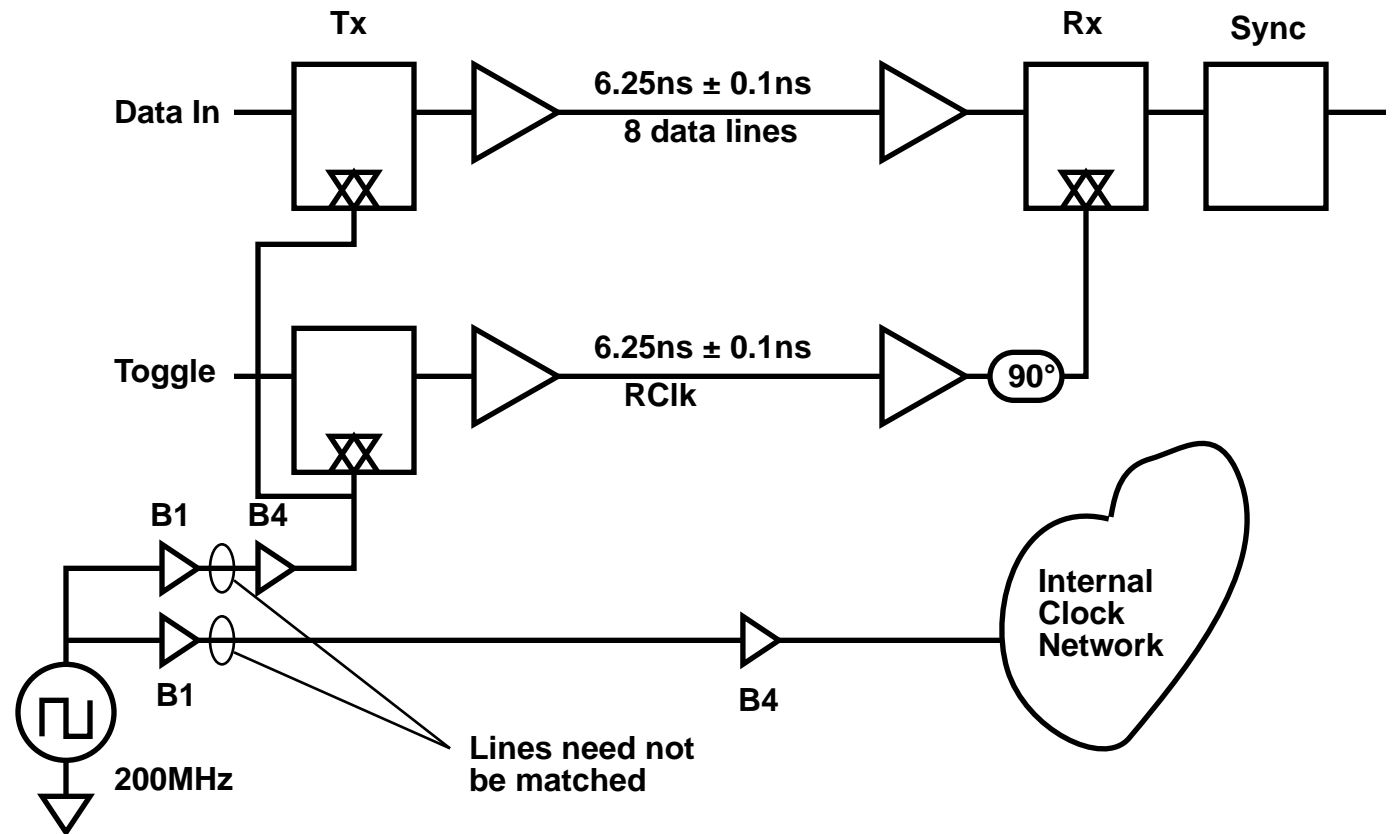 Tx
Rx
Sync
Data In
6.25ns ± 0.1ns
8 data lines
Toggle
6.25ns ± 0.1ns
RClk
90°
B1
B4
B1
B4
Internal
Clock
Network
Lines need not
be matched
200MHz